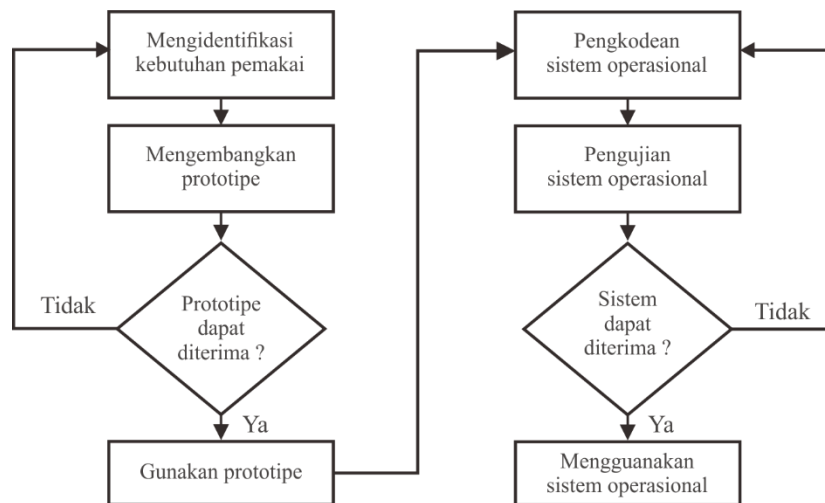 Mengidentifikasi
kebutuhan pemakai
Mengembangkan
prototipe
Tidak
Prototipe
dapat
diterima ?
Ya
Gunakan prototipe
Pengkodean
sistem operasional
Pengujian
sistem operasional
Sistem
dapat
diterima ?
Tidak
Ya
Mengguanakan
sistem operasional